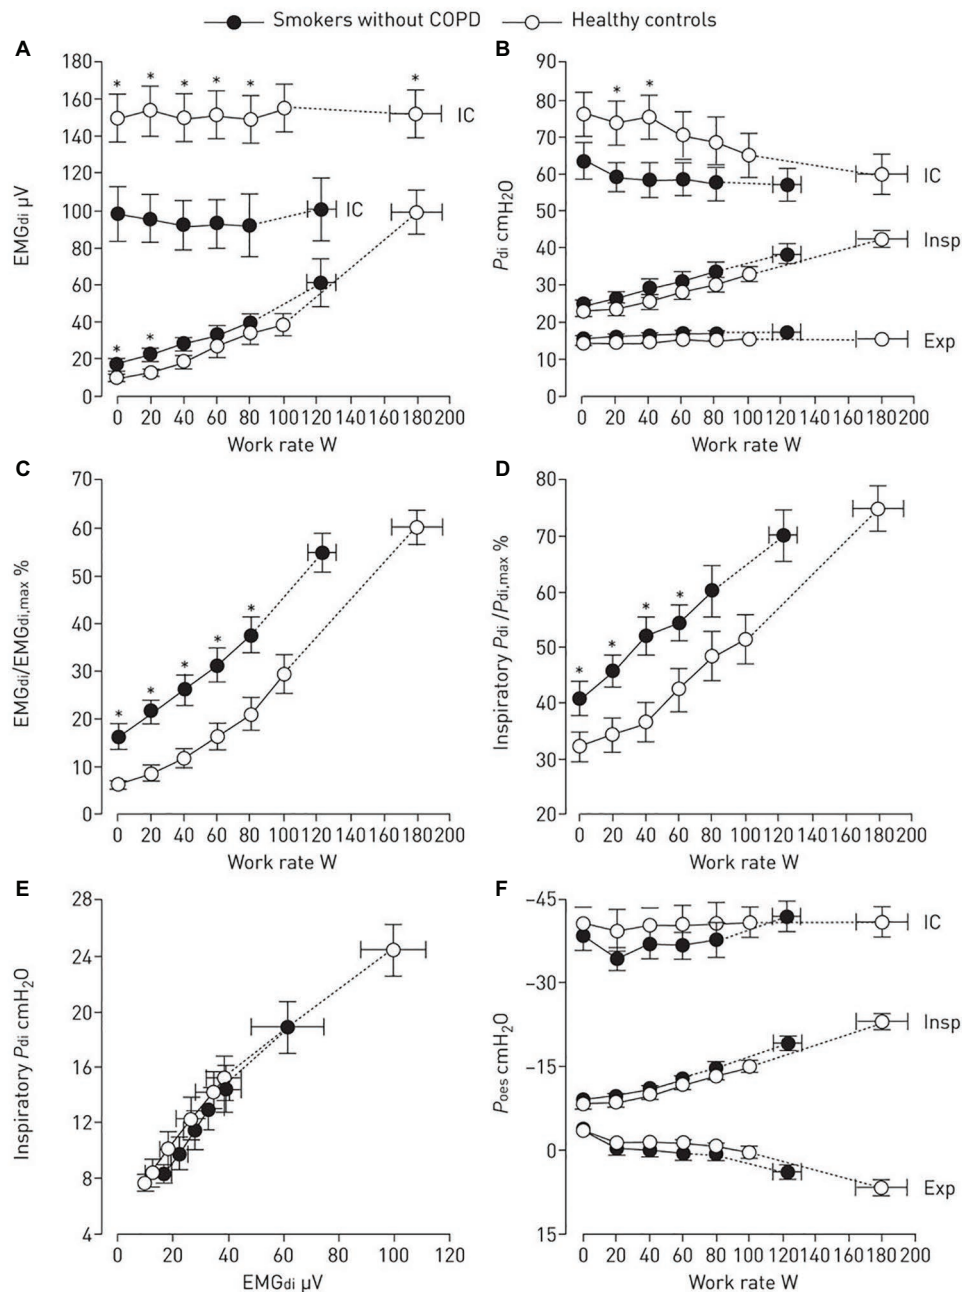 Smokers without COPD Healthy controls
A
180
160
140
120
100
80
60
40
20
0
EMGdi µV
* * * * * *
IC
IC
* *
0 20 40 60 80 100 120 140 160 180 200
Work rate W
B
90
80
70
60
50
40
30
20
10
0
Pdi cmH2O
* *
IC
Insp
Exp
0 20 40 60 80 100 120 140 160 180 200
Work rate W
C
70
60
50
40
30
20
10
0
EMGdi/EMGdi,max %
* * * * *
0 20 40 60 80 100 120 140 160 180 200
Work rate W
D
80
70
60
50
40
30
20
Inspiratory Pdi/Pdi,max %
* * * *
0 20 40 60 80 100 120 140 160 180 200
Work rate W
E
28
24
20
16
12
8
4
Inspiratory Pdi cmH2O
0 20 40 60 80 100 120
EMGdi µV
F
−45
−30
−15
0
15
Poes cmH2O
IC
Insp
Exp
0 20 40 60 80 100 120 140 160 180 200
Work rate W